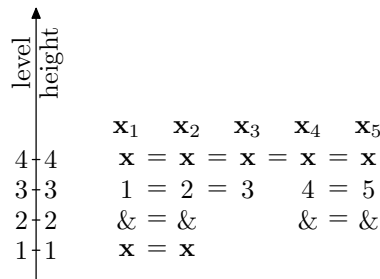 level
height
x₁ x₂ x₃ x₄ x₅
4 4 x = x = x = x = x
3 3 1 = 2 = 3 4 = 5
2 2 & = & & = &
1 1 x = x